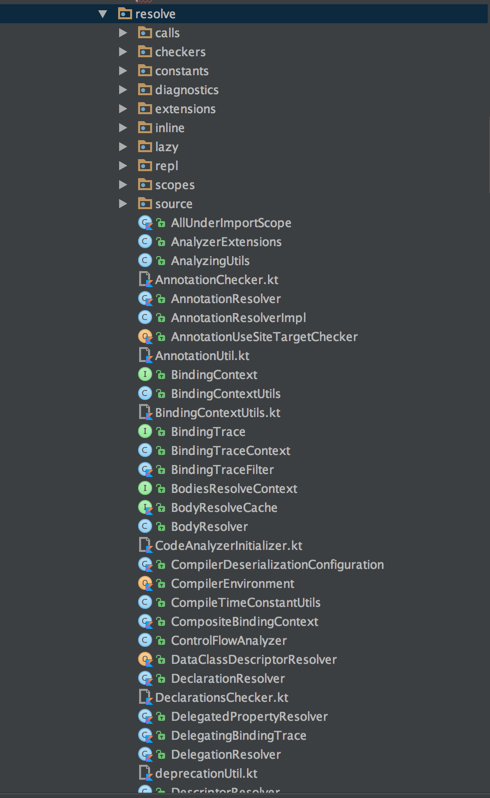 resolve
calls
checkers
constants
diagnostics
extensions
inline
lazy
repl
scopes
source
AllUnderImportScope
AnalyzerExtensions
AnalyzingUtils
AnnotationChecker.kt
AnnotationResolver
AnnotationResolverImpl
AnnotationUseSiteTargetChecker
AnnotationUtil.kt
BindingContext
BindingContextUtils
BindingContextUtils.kt
BindingTrace
BindingTraceContext
BindingTraceFilter
BodiesResolveContext
BodyResolveCache
BodyResolver
CodeAnalyzerInitializer.kt
CompilerDeserializationConfiguration
CompilerEnvironment
CompileTimeConstantUtils
CompositeBindingContext
ControlFlowAnalyzer
DataClassDescriptorResolver
DeclarationResolver
DeclarationsChecker.kt
DelegatedPropertyResolver
DelegatingBindingTrace
DelegationResolver
deprecationUtil.kt
DescriptorResolver